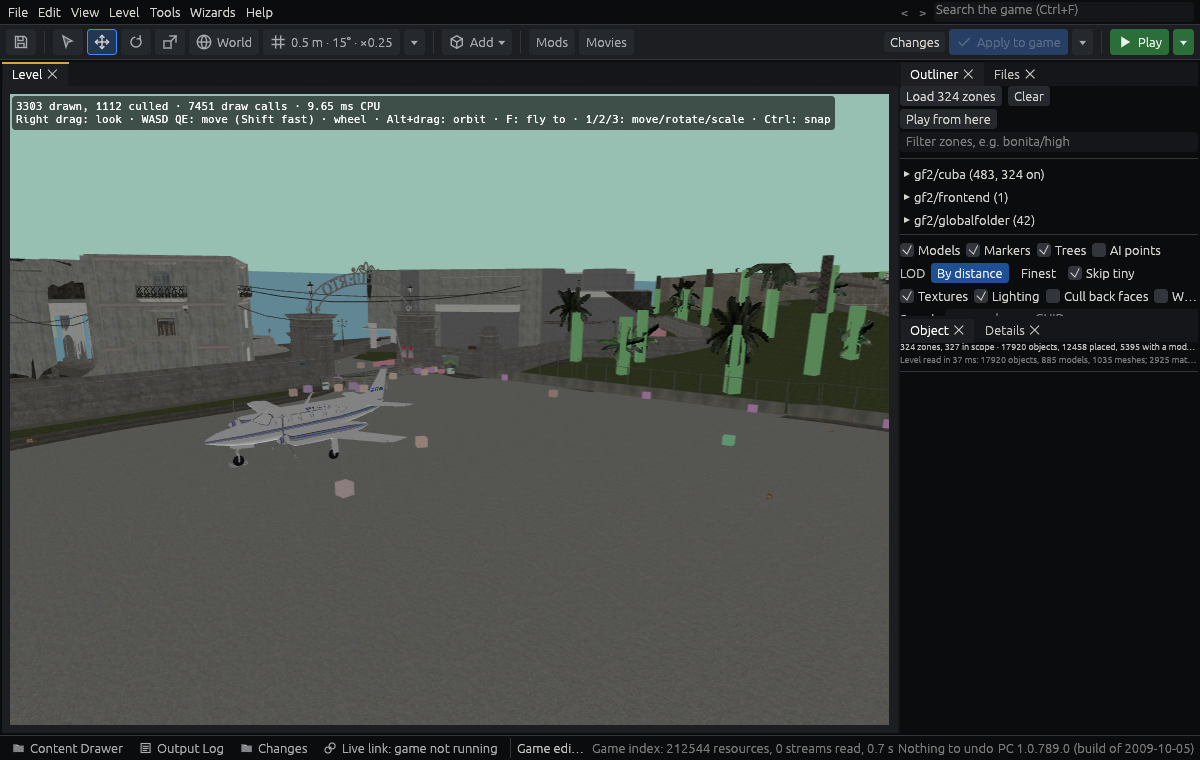 File Edit View Level Tools Wizards Help
< > Search the game (Ctrl+F)
World 0.5 m · 15° · ×0.25 Add Mods Movies Changes Apply to game Play
Level
Outliner Files
3303 drawn, 1112 culled · 7451 draw calls · 9.65 ms CPU
Right drag: look · WASD QE: move (Shift fast) · wheel · Alt+drag: orbit · F: fly to · 1/2/3: move/rotate/scale · Ctrl: snap
Load 324 zones Clear
Play from here
Filter zones, e.g. bonita/high
gf2/cuba (483, 324 on)
gf2/frontend (1)
gf2/globalfolder (42)
Models Markers Trees AI points
LOD By distance Finest Skip tiny
Textures Lighting Cull back faces W...
Object Details
324 zones, 327 in scope · 17920 objects, 12458 placed, 5395 with a mod...
Level read in 37 ms: 17920 objects, 885 models, 1035 meshes; 2925 mat...
Content Drawer Output Log Changes Live link: game not running Game edi... Game index: 212544 resources, 0 streams read, 0.7 s Nothing to undo PC 1.0.789.0 (build of 2009-10-05)